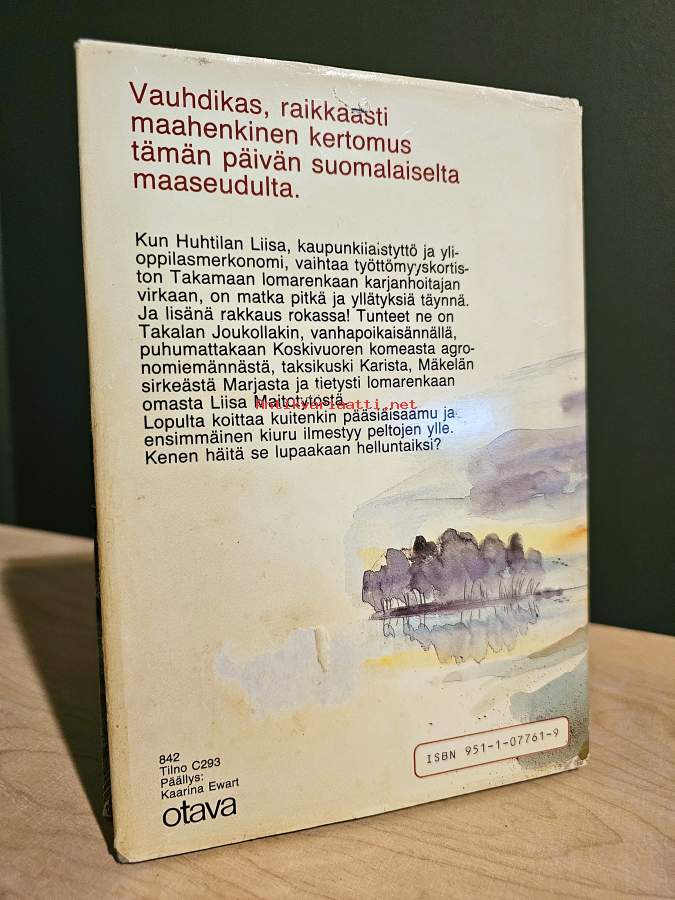 Vauhdikas, raikkaasti
maahenkinen kertomus
tämän päivän suomalaiselta
maaseudulta.
Kun Huhtilan Liisa, kaupunkilaistyttö ja yli-
oppilasmerkonomi, vaihtaa työttömyyskortis-
ton Takamaan lomarenkaan karjanhoitajan
virkaan, on matka pitkä ja yllätyksiä täynnä.
Ja lisänä rakkaus rokassa! Tunteet ne on
Takalan Joukollakin, vanhapoikaisännällä,
puhumattakaan Koskivuoren komeasta agro-
nomiemännästä, taksikuski Karista, Mäkelän
sirkeästä Marjasta ja tietysti lomarenkaan
omasta Liisa Maitotytöstä.
Antikvariaatti.net
Lopulta koittaa kuitenkin pääsiäisaamu ja
ensimmäinen kiuru ilmestyy peltojen ylle.
Kenen häitä se lupaakaan helluntaiksi?
842
Tilno C293
Päällys:
Kaarina Ewart
otava
ISBN 951-1-07761-9